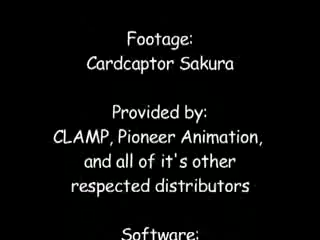 Footage:
Cardcaptor Sakura
Provided by:
CLAMP, Pioneer Animation,
and all of it's other
respected distributors
Software: